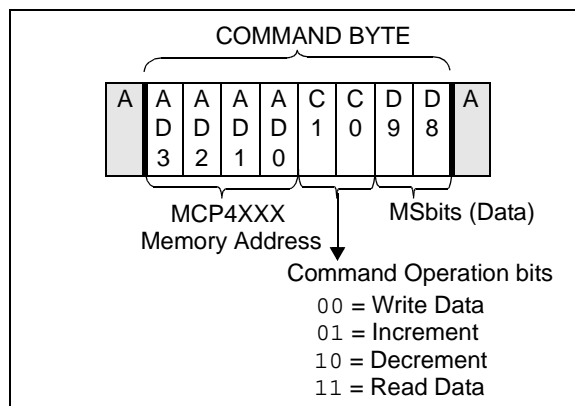 COMMAND BYTE
A A A A A C C D D A
D D D D 1 0 9 8
3 2 1 0
MCP4XXX
Memory Address
MSbits (Data)
Command Operation bits
00 = Write Data
01 = Increment
10 = Decrement
11 = Read Data